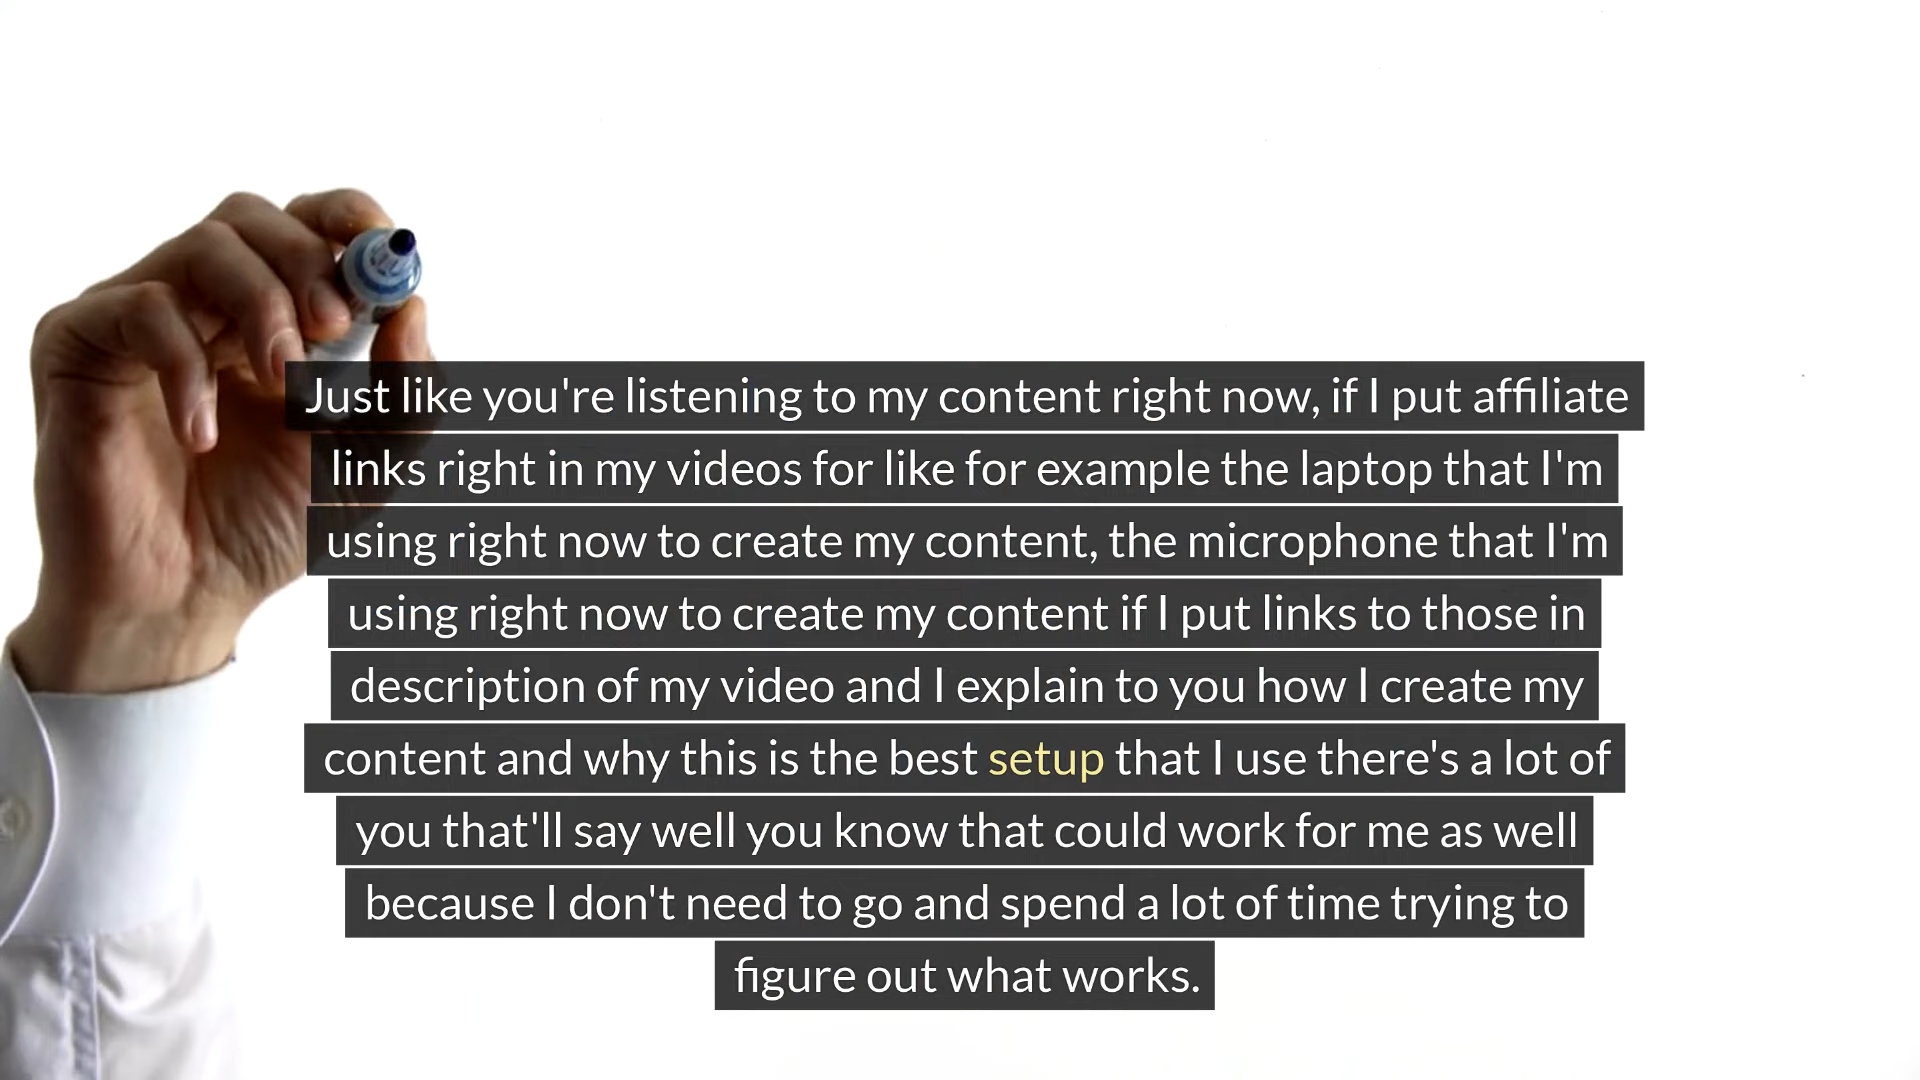 Just like you're listening to my content right now, if I put affiliate
links right in my videos for like for example the laptop that I'm
using right now to create my content, the microphone that I'm
using right now to create my content if I put links to those in
description of my video and I explain to you how I create my
content and why this is the best setup that I use there's a lot of
you that'll say well you know that could work for me as well
because I don't need to go and spend a lot of time trying to
figure out what works.